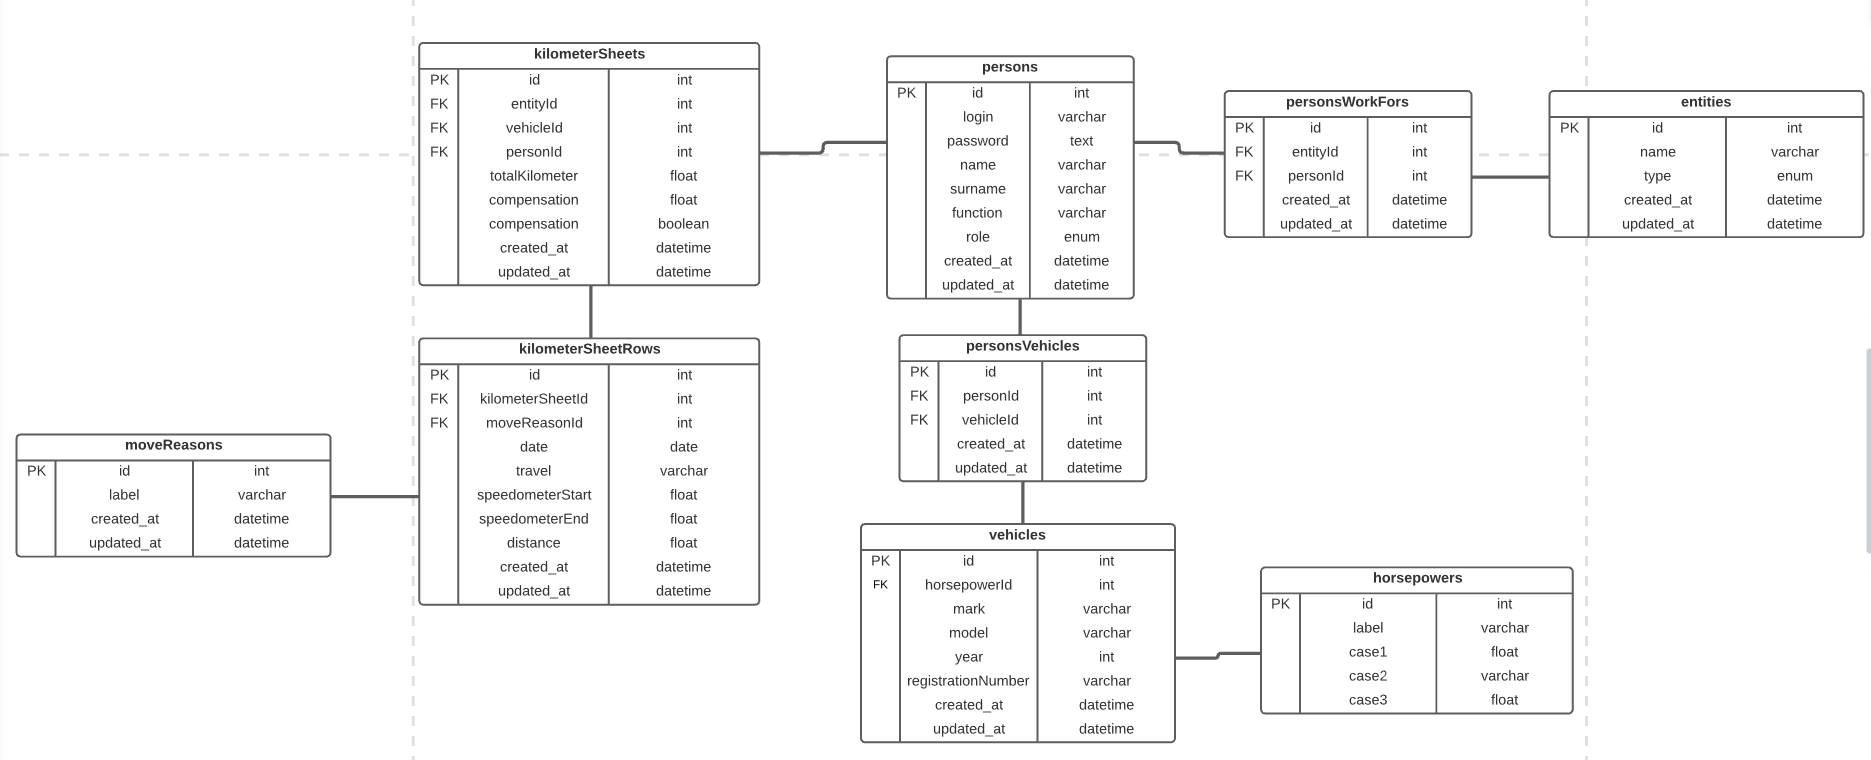 kilometerSheets
PK id int
FK entityId int
FK vehicleId int
FK personId int
totalKilometer float
compensation float
compensation boolean
created_at datetime
updated_at datetime
persons
PK id int
login varchar
password text
name varchar
surname varchar
function varchar
role enum
created_at datetime
updated_at datetime
personsWorkFors
PK id int
FK entityId int
FK personId int
created_at datetime
updated_at datetime
entities
PK id int
name varchar
type enum
created_at datetime
updated_at datetime
kilometerSheetRows
PK id int
FK kilometerSheetId int
FK moveReasonId int
date date
travel varchar
speedometerStart float
speedometerEnd float
distance float
created_at datetime
updated_at datetime
personsVehicles
PK id int
FK personId int
FK vehicleId int
created_at datetime
updated_at datetime
moveReasons
PK id int
label varchar
created_at datetime
updated_at datetime
vehicles
PK id int
FK horsepowerId int
mark varchar
model varchar
year int
registrationNumber varchar
created_at datetime
updated_at datetime
horsepowers
PK id int
label varchar
case1 float
case2 varchar
case3 float